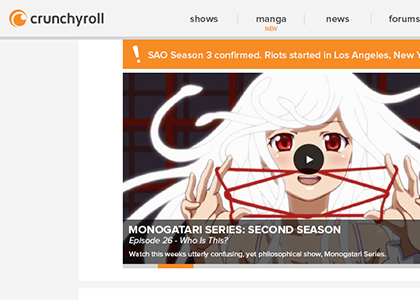 crunchyroll
shows
manga
NEW
news
forums
! SAO Season 3 confirmed. Riots started in Los Angeles, New
MONOGATARI SERIES: SECOND SEASON
Episode 26 - Who Is This?
Watch this weeks utterly confusing, yet philosophical show, Monogatari Series.